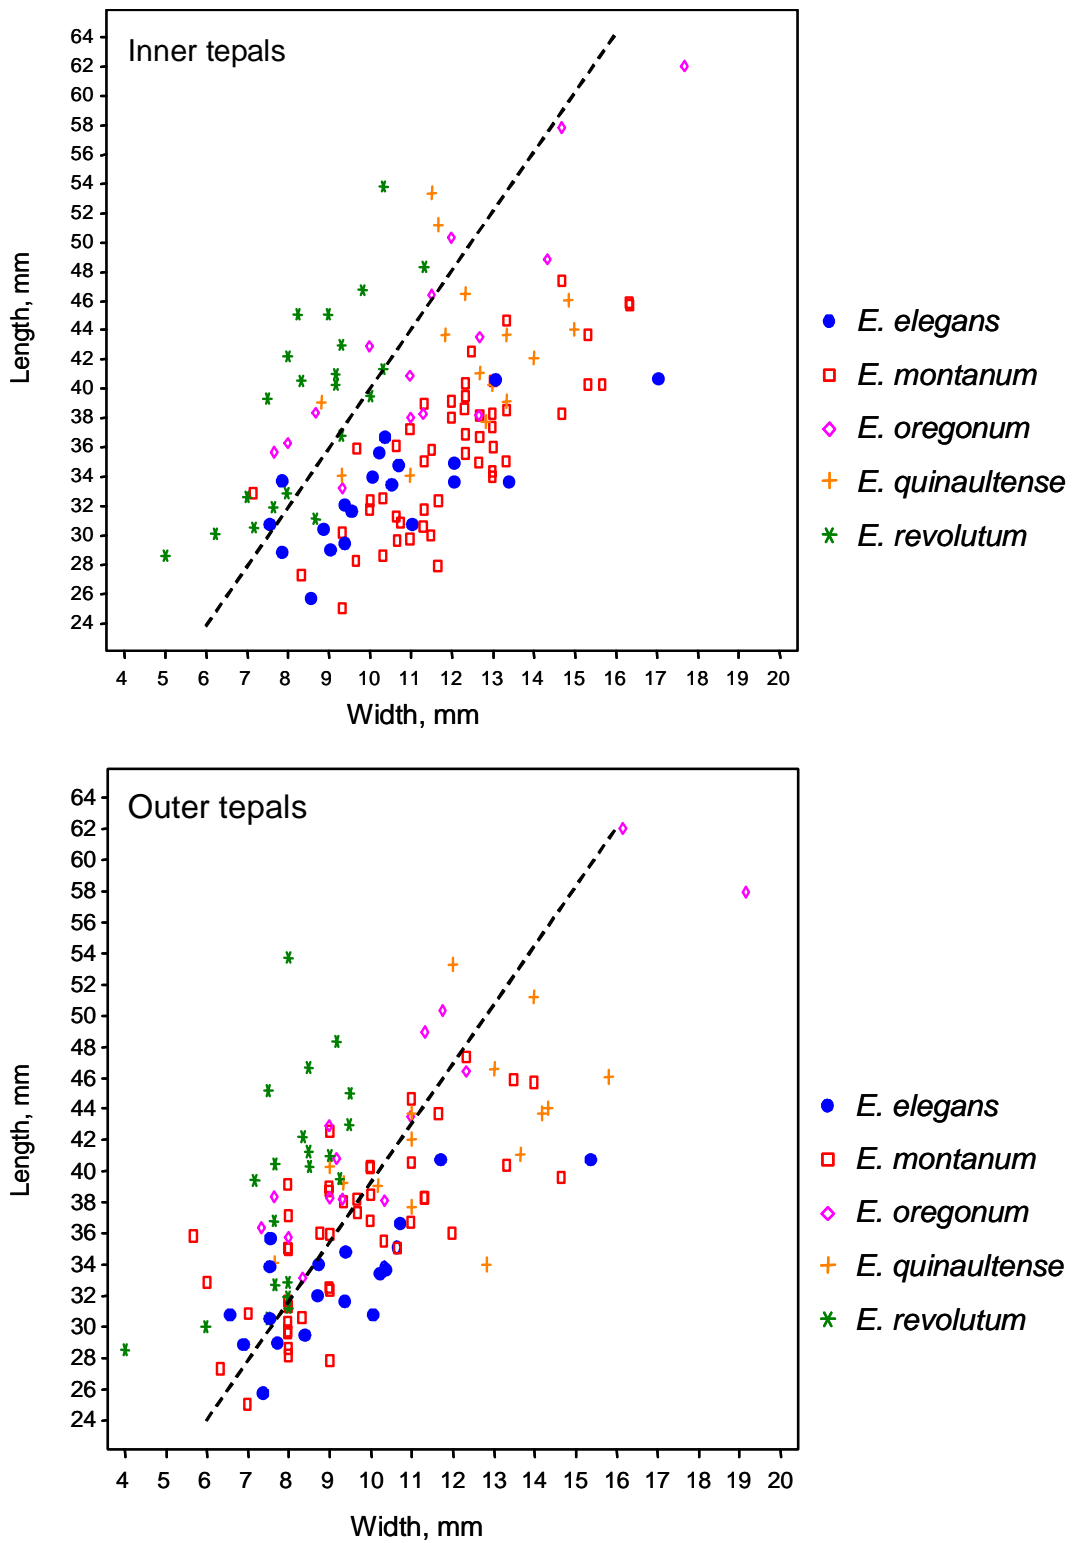 Inner tepals
64
62
60
58
56
54
52
50
48
46
44
42
40
38
36
34
32
30
28
26
24
Length, mm
4 5 6 7 8 9 10 11 12 13 14 15 16 17 18 19 20
Width, mm
E. elegans
E. montanum
E. oregonum
E. quinaultense
E. revolutum
Outer tepals
64
62
60
58
56
54
52
50
48
46
44
42
40
38
36
34
32
30
28
26
24
Length, mm
4 5 6 7 8 9 10 11 12 13 14 15 16 17 18 19 20
Width, mm
E. elegans
E. montanum
E. oregonum
E. quinaultense
E. revolutum